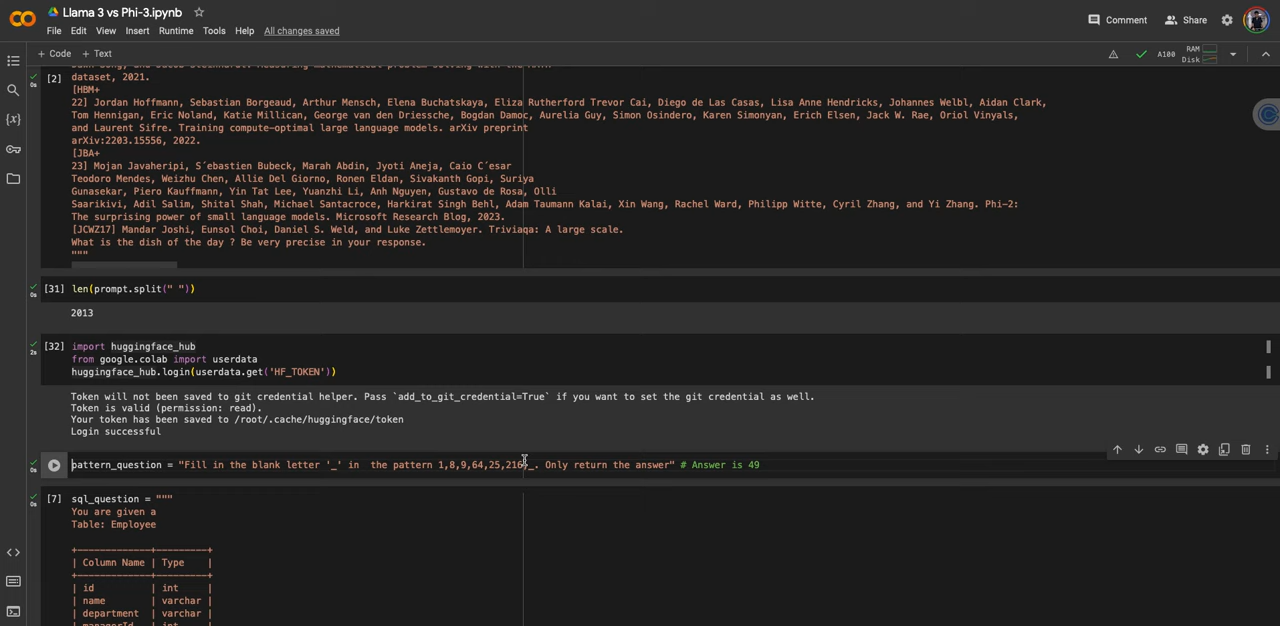 CO
Llama 3 vs Phi-3.ipynb
File Edit View Insert Runtime Tools Help All changes saved
Comment
Share
+ Code + Text
A100
RAM
Disk
[2]
0s
dataset, 2021.
[HBM+
22] Jordan Hoffmann, Sebastian Borgeaud, Arthur Mensch, Elena Buchatskaya, Eliza Rutherford Trevor Cai, Diego de Las Casas, Lisa Anne Hendricks, Johannes Welbl, Aidan Clark,
Tom Hennigan, Eric Noland, Katie Millican, George van den Driessche, Bogdan Damoc, Aurelia Guy, Simon Osindero, Karen Simonyan, Erich Elsen, Jack W. Rae, Oriol Vinyals,
and Laurent Sifre. Training compute-optimal large language models. arXiv preprint
arXiv:2203.15556, 2022.
[JBA+
23] Mojan Javaheripi, S´ebastien Bubeck, Marah Abdin, Jyoti Aneja, Caio C´esar
Teodoro Mendes, Weizhu Chen, Allie Del Giorno, Ronen Eldan, Sivakanth Gopi, Suriya
Gunasekar, Piero Kauffmann, Yin Tat Lee, Yuanzhi Li, Anh Nguyen, Gustavo de Rosa, Olli
Saarikivi, Adil Salim, Shital Shah, Michael Santacroce, Harkirat Singh Behl, Adam Taumann Kalai, Xin Wang, Rachel Ward, Philipp Witte, Cyril Zhang, and Yi Zhang. Phi-2:
The surprising power of small language models. Microsoft Research Blog, 2023.
[JCWZ17] Mandar Joshi, Eunsol Choi, Daniel S. Weld, and Luke Zettlemoyer. Triviaqa: A large scale.
What is the dish of the day ? Be very precise in your response.
"""
[31] len(prompt.split(" "))
0s
2013
[32] import huggingface_hub
2s
from google.colab import userdata
huggingface_hub.login(userdata.get('HF_TOKEN'))
Token will not been saved to git credential helper. Pass `add_to_git_credential=True` if you want to set the git credential as well.
Token is valid (permission: read).
Your token has been saved to /root/.cache/huggingface/token
Login successful
0s
pattern_question = "Fill in the blank letter '_' in  the pattern 1,8,9,64,25,216,_. Only return the answer" # Answer is 49
[7] sql_question = """
0s
You are given a
Table: Employee
+-------------+---------+
| Column Name | Type    |
+-------------+---------+
| id          | int     |
| name        | varchar |
| department  | varchar |
| managerId   | int     |